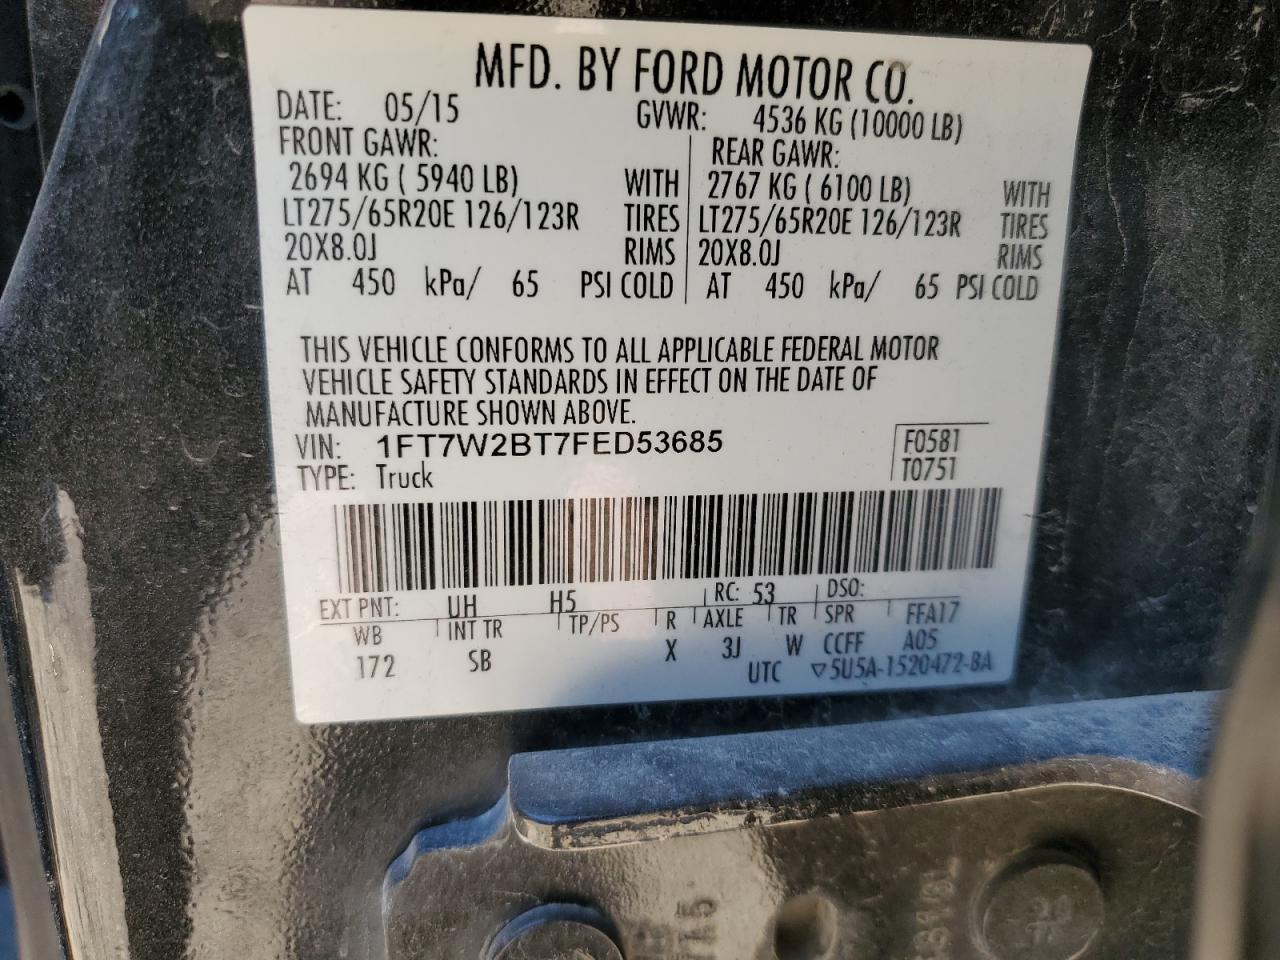 MFD. BY FORD MOTOR CO.
DATE: 05/15 GVWR: 4536 KG (10000 LB)
FRONT GAWR: REAR GAWR:
2694 KG ( 5940 LB) WITH 2767 KG ( 6100 LB) WITH
LT275/65R20E 126/123R TIRES LT275/65R20E 126/123R TIRES
20X8.0J RIMS 20X8.0J RIMS
AT 450 kPa/ 65 PSI COLD AT 450 kPa/ 65 PSI COLD
THIS VEHICLE CONFORMS TO ALL APPLICABLE FEDERAL MOTOR
VEHICLE SAFETY STANDARDS IN EFFECT ON THE DATE OF
MANUFACTURE SHOWN ABOVE.
VIN: 1FT7W2BT7FED53685 F0581
TYPE: Truck T0751
EXT PNT: UH H5 RC: 53 DSO:
WB INT TR TP/PS R AXLE TR SPR FFA17
172 SB X 3J W CCFF A05
UTC ▽5U5A-1520472-BA